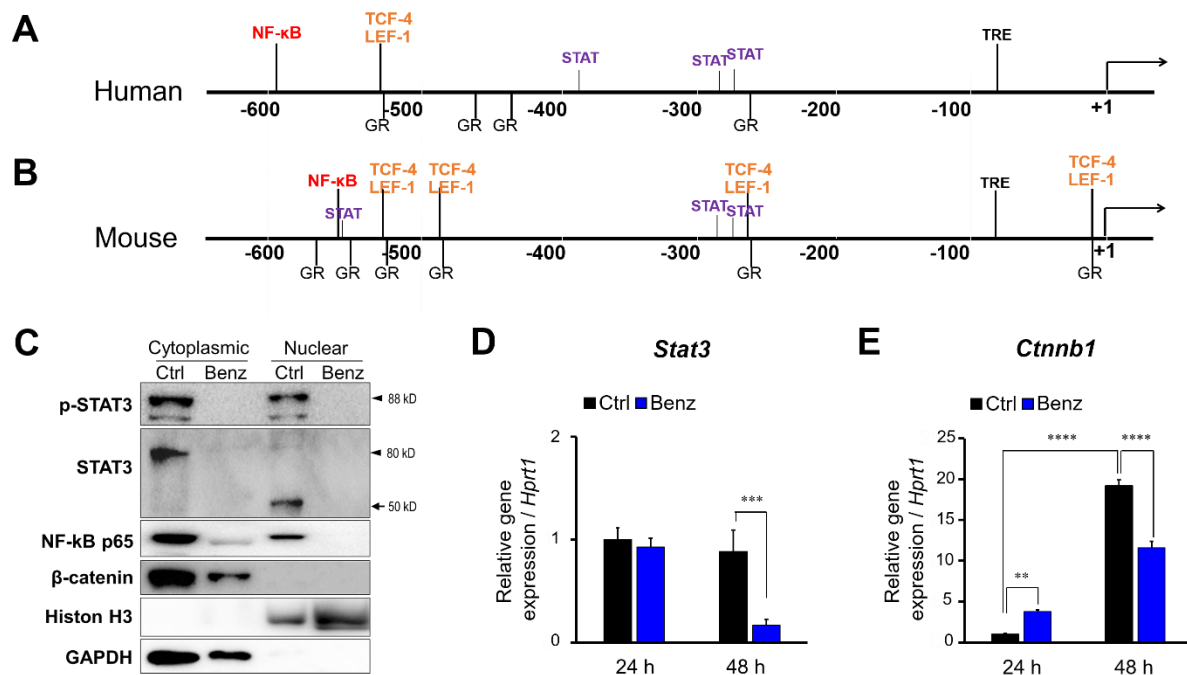 A
NF-κB
TCF-4
LEF-1
STAT
STAT
STAT
TRE
Human
-600
-500
-400
-300
-200
-100
+1
GR
GR
GR
GR
B
NF-κB
STAT
TCF-4
LEF-1
TCF-4
LEF-1
STAT
TCF-4
LEF-1
STAT
TRE
TCF-4
LEF-1
Mouse
-600
-500
-400
-300
-200
-100
+1
GR
GR
GR
GR
GR
GR
C
Cytoplasmic Nuclear
Ctrl Benz Ctrl Benz
p-STAT3
88 kD
STAT3
80 kD
50 kD
NF-kB p65
β-catenin
Histon H3
GAPDH
D
Stat3
Ctrl Benz
Relative gene
expression / Hprt1
2
1
0
***
24 h 48 h
E
Ctnnb1
Ctrl Benz
Relative gene
expression / Hprt1
25
20
15
10
5
0
**
****
****
24 h 48 h